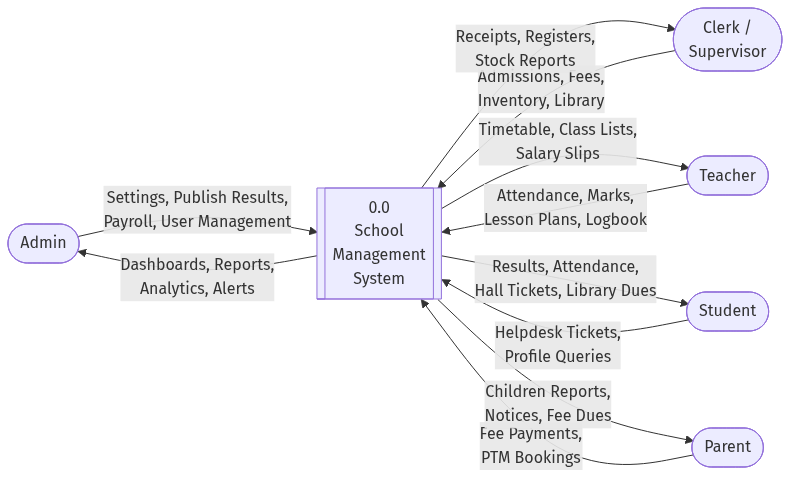 Receipts, Registers,
Stock Reports
Clerk /
Supervisor
Admissions, Fees,
Inventory, Library
Timetable, Class Lists,
Salary Slips
Teacher
Attendance, Marks,
Lesson Plans, Logbook
Settings, Publish Results,
Payroll, User Management
Admin
Dashboards, Reports,
Analytics, Alerts
0.0
School
Management
System
Results, Attendance,
Hall Tickets, Library Dues
Student
Helpdesk Tickets,
Profile Queries
Children Reports,
Notices, Fee Dues
Fee Payments,
PTM Bookings
Parent